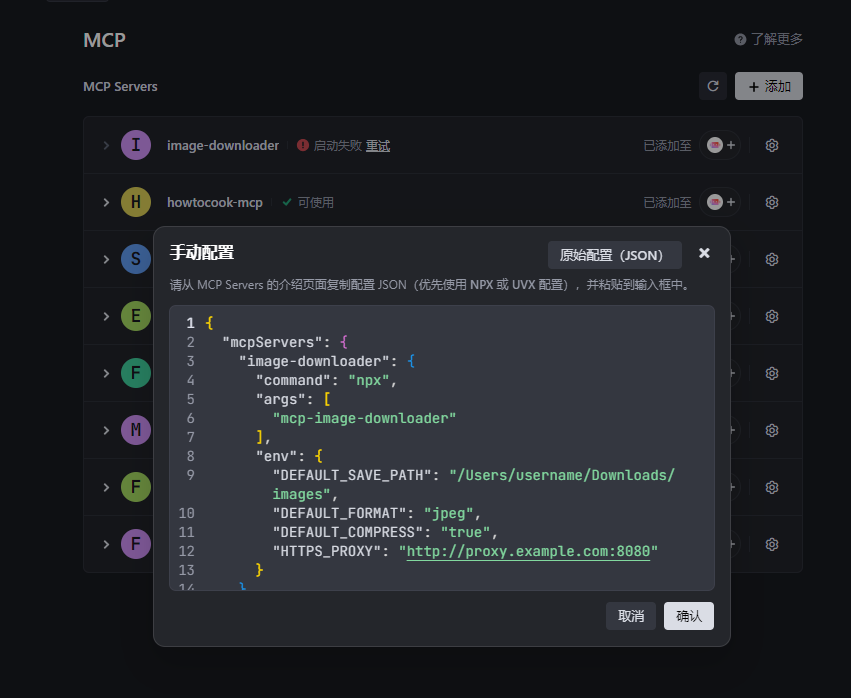 MCP
了解更多
MCP Servers
添加
I image-downloader 启动失败 重试 已添加至
H howtocook-mcp 可使用 已添加至
S
E
F
M
F
F
手动配置
原始配置（JSON）
请从 MCP Servers 的介绍页面复制配置 JSON（优先使用 NPX 或 UVX 配置），并粘贴到输入框中。
1 {
2 "mcpServers": {
3 "image-downloader": {
4 "command": "npx",
5 "args": [
6 "mcp-image-downloader"
7 ],
8 "env": {
9 "DEFAULT_SAVE_PATH": "/Users/username/Downloads/
images",
10 "DEFAULT_FORMAT": "jpeg",
11 "DEFAULT_COMPRESS": "true",
12 "HTTPS_PROXY": "http://proxy.example.com:8080"
13 }
14 }
取消 确认